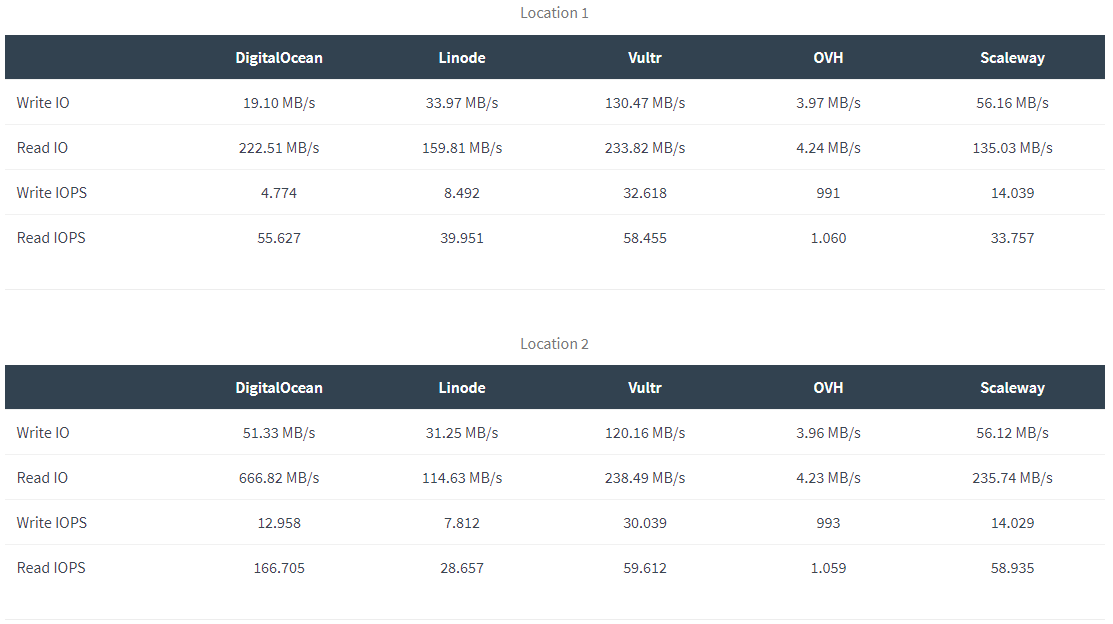 Location 1
DigitalOcean Linode Vultr OVH Scaleway
Write IO 19.10 MB/s 33.97 MB/s 130.47 MB/s 3.97 MB/s 56.16 MB/s
Read IO 222.51 MB/s 159.81 MB/s 233.82 MB/s 4.24 MB/s 135.03 MB/s
Write IOPS 4.774 8.492 32.618 991 14.039
Read IOPS 55.627 39.951 58.455 1.060 33.757
Location 2
DigitalOcean Linode Vultr OVH Scaleway
Write IO 51.33 MB/s 31.25 MB/s 120.16 MB/s 3.96 MB/s 56.12 MB/s
Read IO 666.82 MB/s 114.63 MB/s 238.49 MB/s 4.23 MB/s 235.74 MB/s
Write IOPS 12.958 7.812 30.039 993 14.029
Read IOPS 166.705 28.657 59.612 1.059 58.935